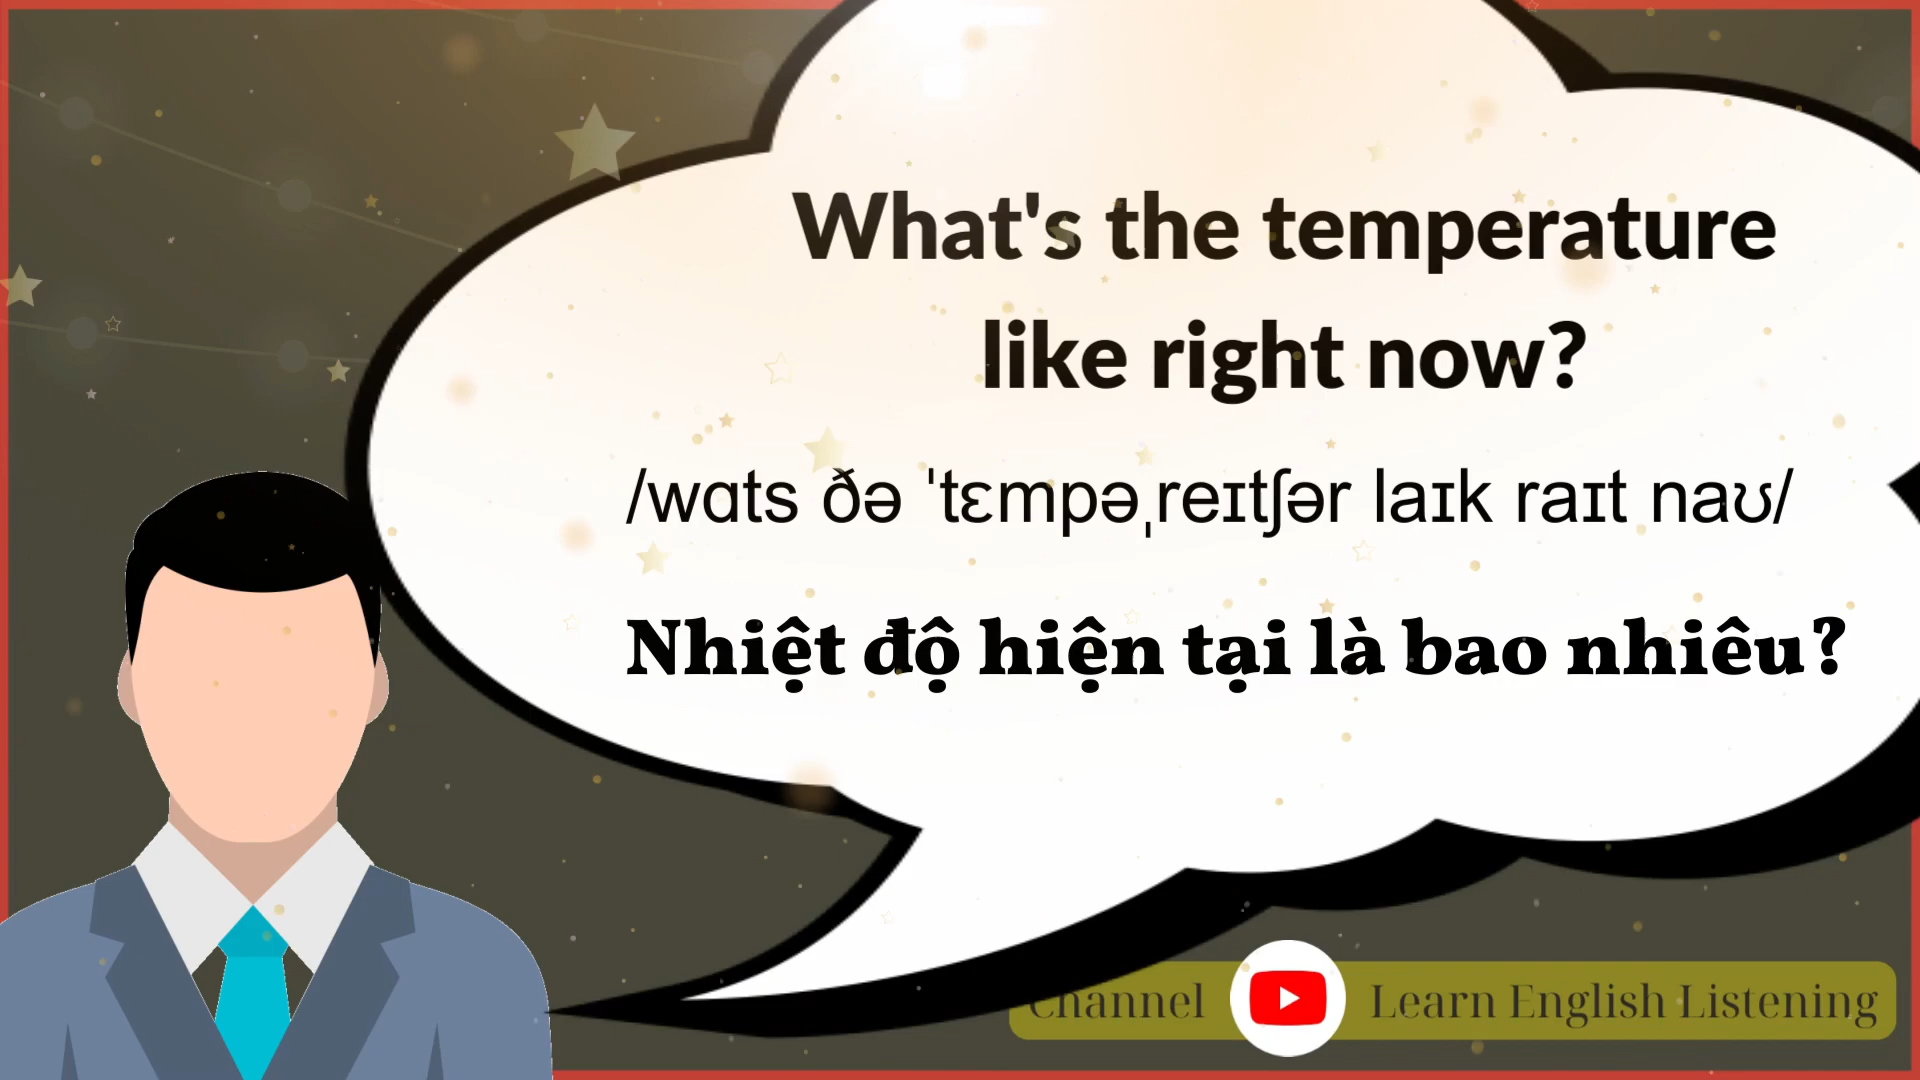 What's the temperature
like right now?
/wɑts ðə ˈtɛmpəˌreɪtʃər laɪk raɪt naʊ/
Nhiệt độ hiện tại là bao nhiêu?
Channel Learn English Listening